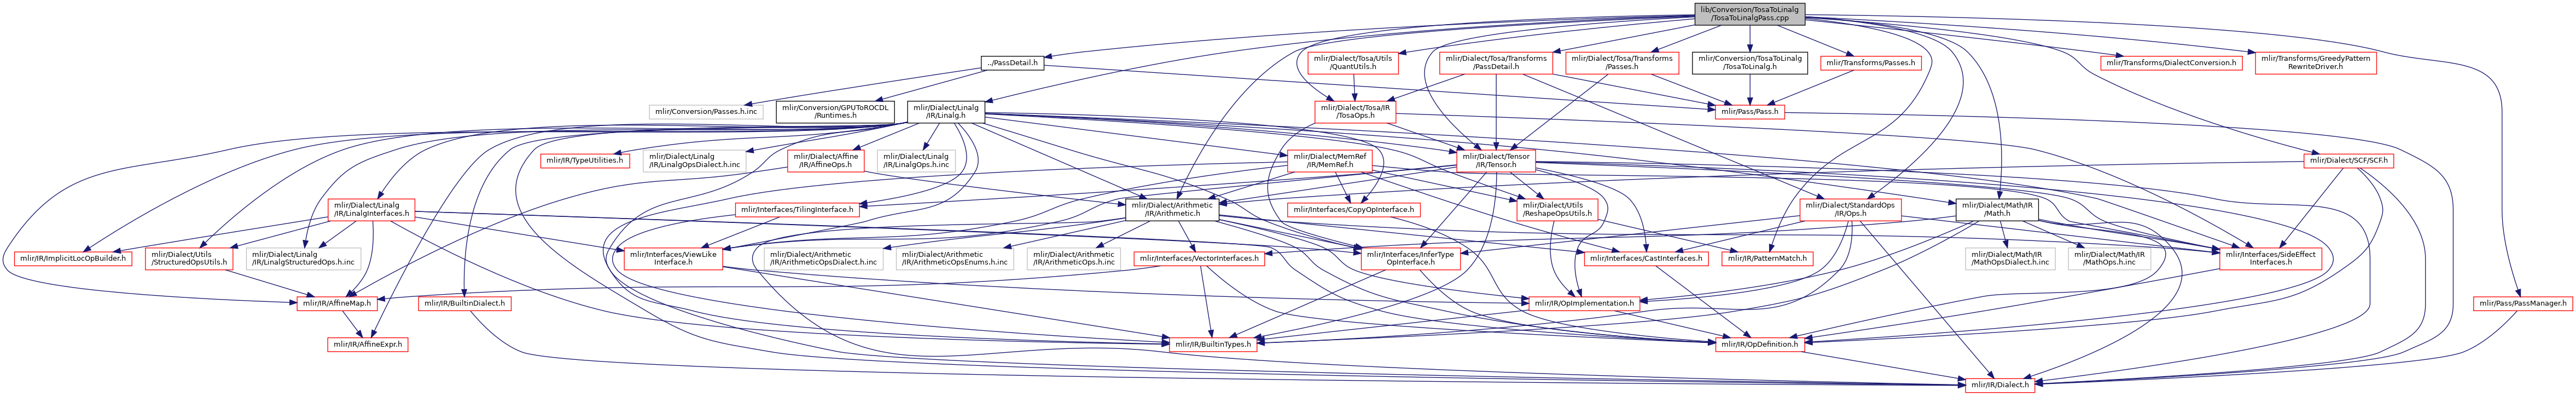 lib/Conversion/TosaToLinalg
/TosaToLinalgPass.cpp
../PassDetail.h
mlir/Dialect/Tosa/Utils
/QuantUtils.h
mlir/Dialect/Tosa/Transforms
/PassDetail.h
mlir/Dialect/Tosa/Transforms
/Passes.h
mlir/Conversion/TosaToLinalg
/TosaToLinalg.h
mlir/Transforms/Passes.h
mlir/Transforms/DialectConversion.h
mlir/Transforms/GreedyPattern
RewriteDriver.h
mlir/Conversion/Passes.h.inc
mlir/Conversion/GPUToROCDL
/Runtimes.h
mlir/Dialect/Linalg
/IR/Linalg.h
mlir/Dialect/Tosa/IR
/TosaOps.h
mlir/Pass/Pass.h
mlir/IR/TypeUtilities.h
mlir/Dialect/Linalg
/IR/LinalgOpsDialect.h.inc
mlir/Dialect/Affine
/IR/AffineOps.h
mlir/Dialect/Linalg
/IR/LinalgOps.h.inc
mlir/Dialect/MemRef
/IR/MemRef.h
mlir/Dialect/Tensor
/IR/Tensor.h
mlir/Dialect/SCF/SCF.h
mlir/Dialect/Linalg
/IR/LinalgInterfaces.h
mlir/Interfaces/TilingInterface.h
mlir/Dialect/Arithmetic
/IR/Arithmetic.h
mlir/Interfaces/CopyOpInterface.h
mlir/Dialect/Utils
/ReshapeOpsUtils.h
mlir/Dialect/StandardOps
/IR/Ops.h
mlir/Dialect/Math/IR
/Math.h
mlir/IR/ImplicitLocOpBuilder.h
mlir/Dialect/Utils
/StructuredOpsUtils.h
mlir/Dialect/Linalg
/IR/LinalgStructuredOps.h.inc
mlir/Interfaces/ViewLike
Interface.h
mlir/Dialect/Arithmetic
/IR/ArithmeticOpsDialect.h.inc
mlir/Dialect/Arithmetic
/IR/ArithmeticOpsEnums.h.inc
mlir/Dialect/Arithmetic
/IR/ArithmeticOps.h.inc
mlir/Interfaces/VectorInterfaces.h
mlir/Interfaces/InferType
OpInterface.h
mlir/Interfaces/CastInterfaces.h
mlir/IR/PatternMatch.h
mlir/Dialect/Math/IR
/MathOpsDialect.h.inc
mlir/Dialect/Math/IR
/MathOps.h.inc
mlir/Interfaces/SideEffect
Interfaces.h
mlir/IR/AffineMap.h
mlir/IR/BuiltinDialect.h
mlir/IR/OpImplementation.h
mlir/Pass/PassManager.h
mlir/IR/AffineExpr.h
mlir/IR/BuiltinTypes.h
mlir/IR/OpDefinition.h
mlir/IR/Dialect.h